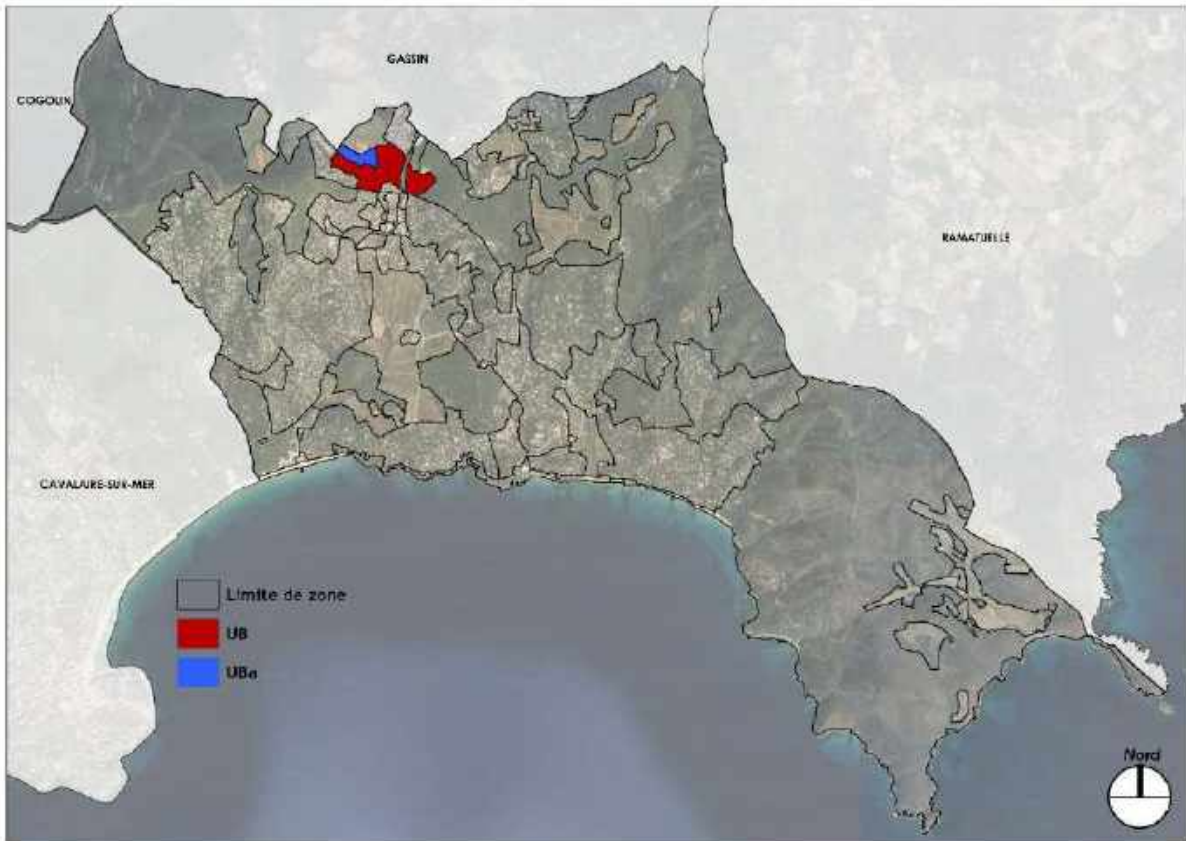 GASSIN
COGOLIN
RAMATUELLE
CAVALAIRE-SUR-MER
Limite de zone
UB
UBa
Nord